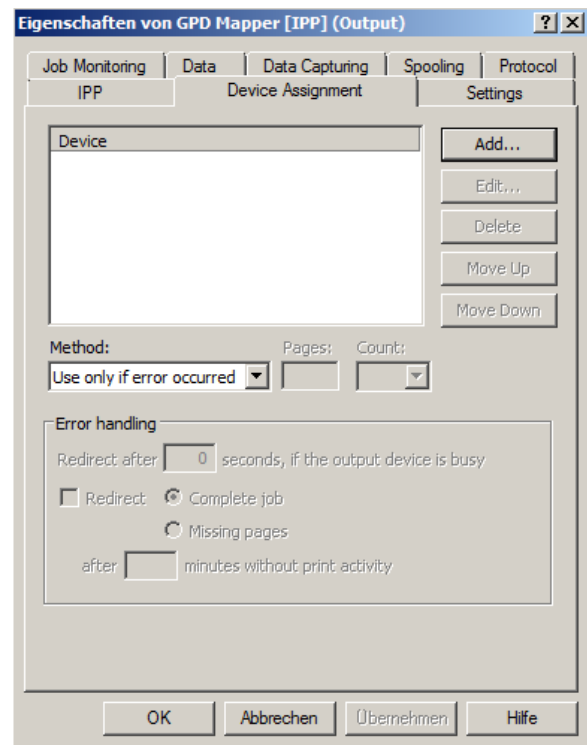 Eigenschaften von GPD Mapper [IPP] (Output)
Job Monitoring Data Data Capturing Spooling Protocol
IPP Device Assignment Settings
Device
Add...
Edit...
Delete
Move Up
Move Down
Method: Pages: Count:
Use only if error occurred
Error handling
Redirect after 0 seconds, if the output device is busy
Redirect Complete job
Missing pages
after minutes without print activity
OK Abbrechen Übernehmen Hilfe